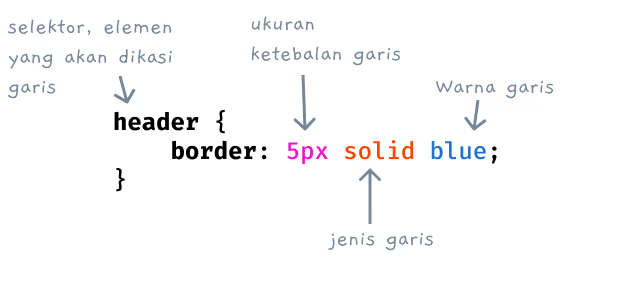 selektor, elemen
yang akan dikasi
garis
ukuran
ketebalan garis
Warna garis
header {
border: 5px solid blue;
}
jenis garis